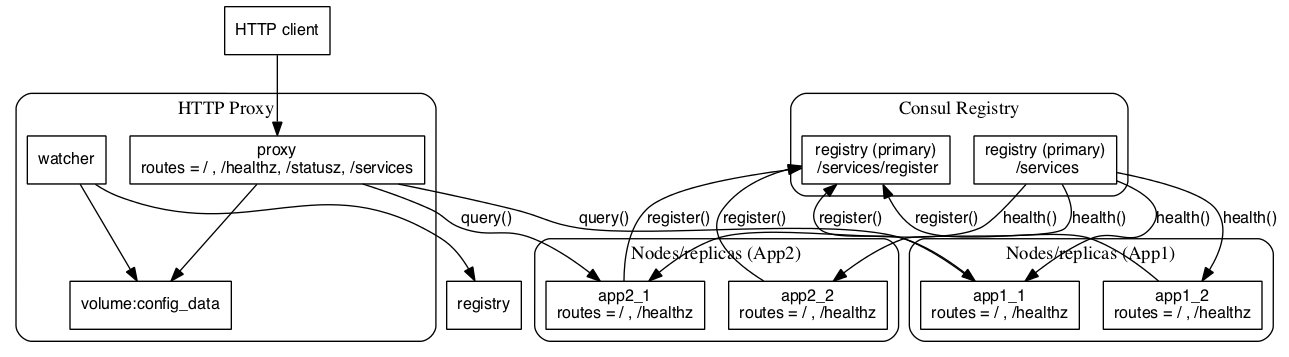 HTTP client
HTTP Proxy
Consul Registry
watcher
proxy
routes = / , /healthz, /statusz, /services
registry (primary)
/services/register
registry (primary)
/services
query()
query()
register()
register()
register()
register()
health()
health()
health()
health()
Nodes/replicas (App2)
Nodes/replicas (App1)
volume:config_data
registry
app2_1
routes = / , /healthz
app2_2
routes = / , /healthz
app1_1
routes = / , /healthz
app1_2
routes = / , /healthz